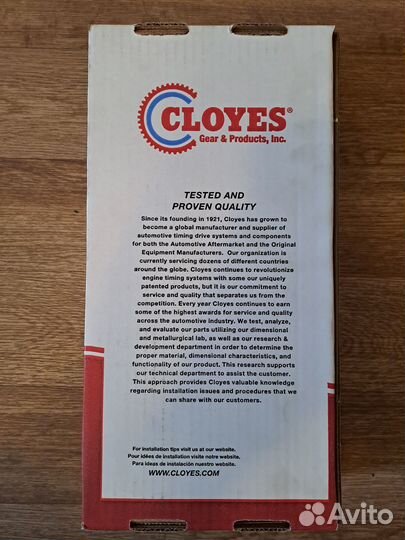 CLOYES®
Gear & Products, Inc.
TESTED AND
PROVEN QUALITY
Since its founding in 1921, Cloyes has grown to
become a global manufacturer and supplier of
automotive timing drive systems and components
for both the Automotive Aftermarket and the Original
Equipment Manufacturers. Our organization is
currently servicing dozens of different countries
around the globe. Cloyes continues to revolutionize
engine timing systems with some our uniquely
patented products, but it is our commitment to
service and quality that separates us from the
competition. Every year Cloyes continues to earn
some of the highest awards for service and quality
across the automotive industry. We test, analyze,
and evaluate our parts utilizing our dimensional
and metallurgical lab, as well as our research &
development department in order to determine the
proper material, dimensional characteristics, and
functionality of our product. This research supports
our technical department to assist the customer.
This approach provides Cloyes valuable knowledge
regarding installation issues and procedures that we
can share with our customers.
For installation tips visit us at our website.
Pour idées de installation visite notre website.
Para ideas de instalación nuestro website.
WWW.CLOYES.COM
Avito